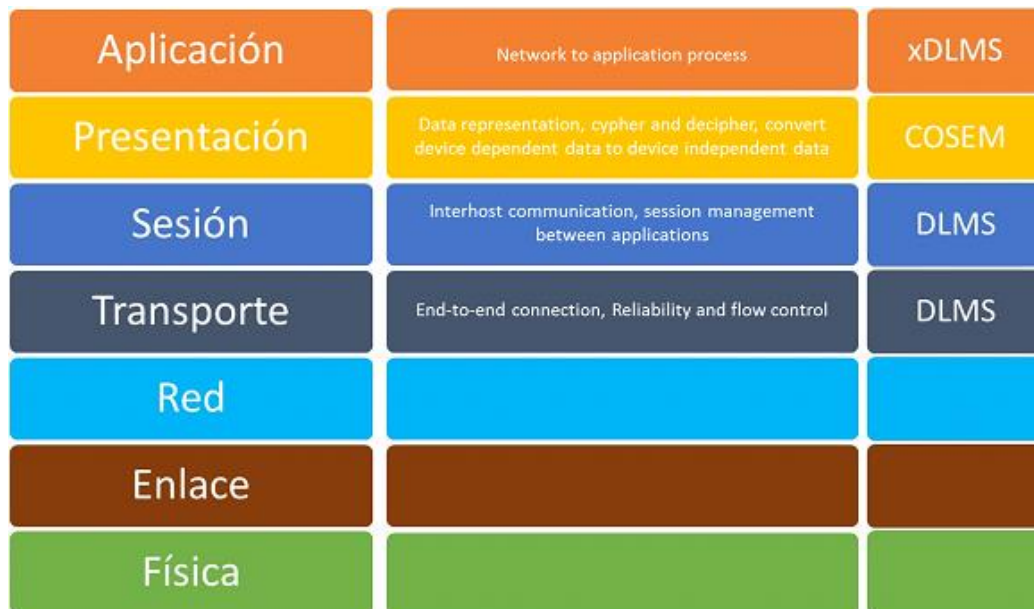 Aplicación
Network to application process
xDLMS
Presentación
Data representation, cypher and decipher, convert
device dependent data to device independent data
COSEM
Sesión
Interhost communication, session management
between applications
DLMS
Transporte
End-to-end connection, Reliability and flow control
DLMS
Red
Enlace
Física